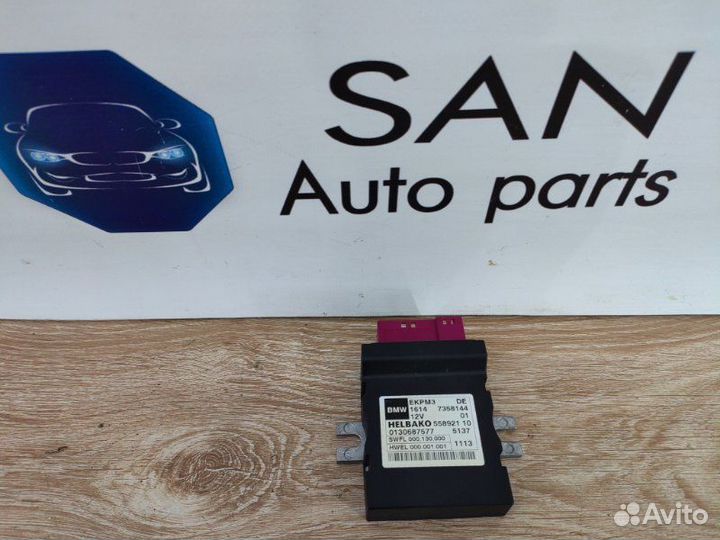 SAN
Auto parts
BMW
EKPM3 DE
1614 7358144
12V 01
HELBAKO 558921 10
0130687577 5137
SWFL 000.130.000
HWEL 000.001.001 1113
Avito